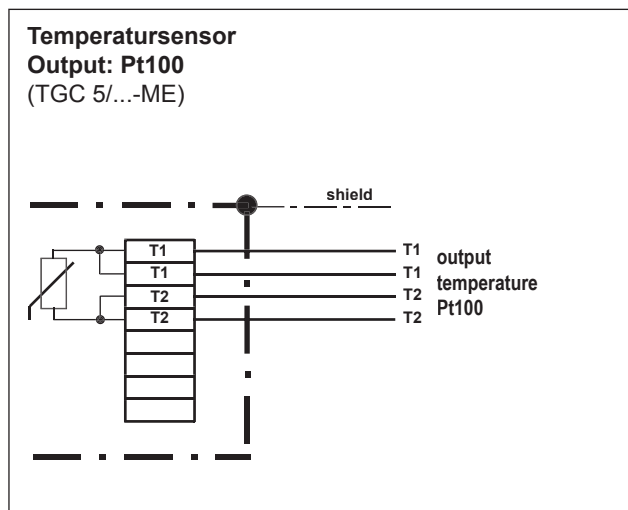 Temperatursensor
Output: Pt100
(TGC 5/...-ME)
shield
T1
T1
T2
T2
T1
T1
T2
T2
output
temperature
Pt100